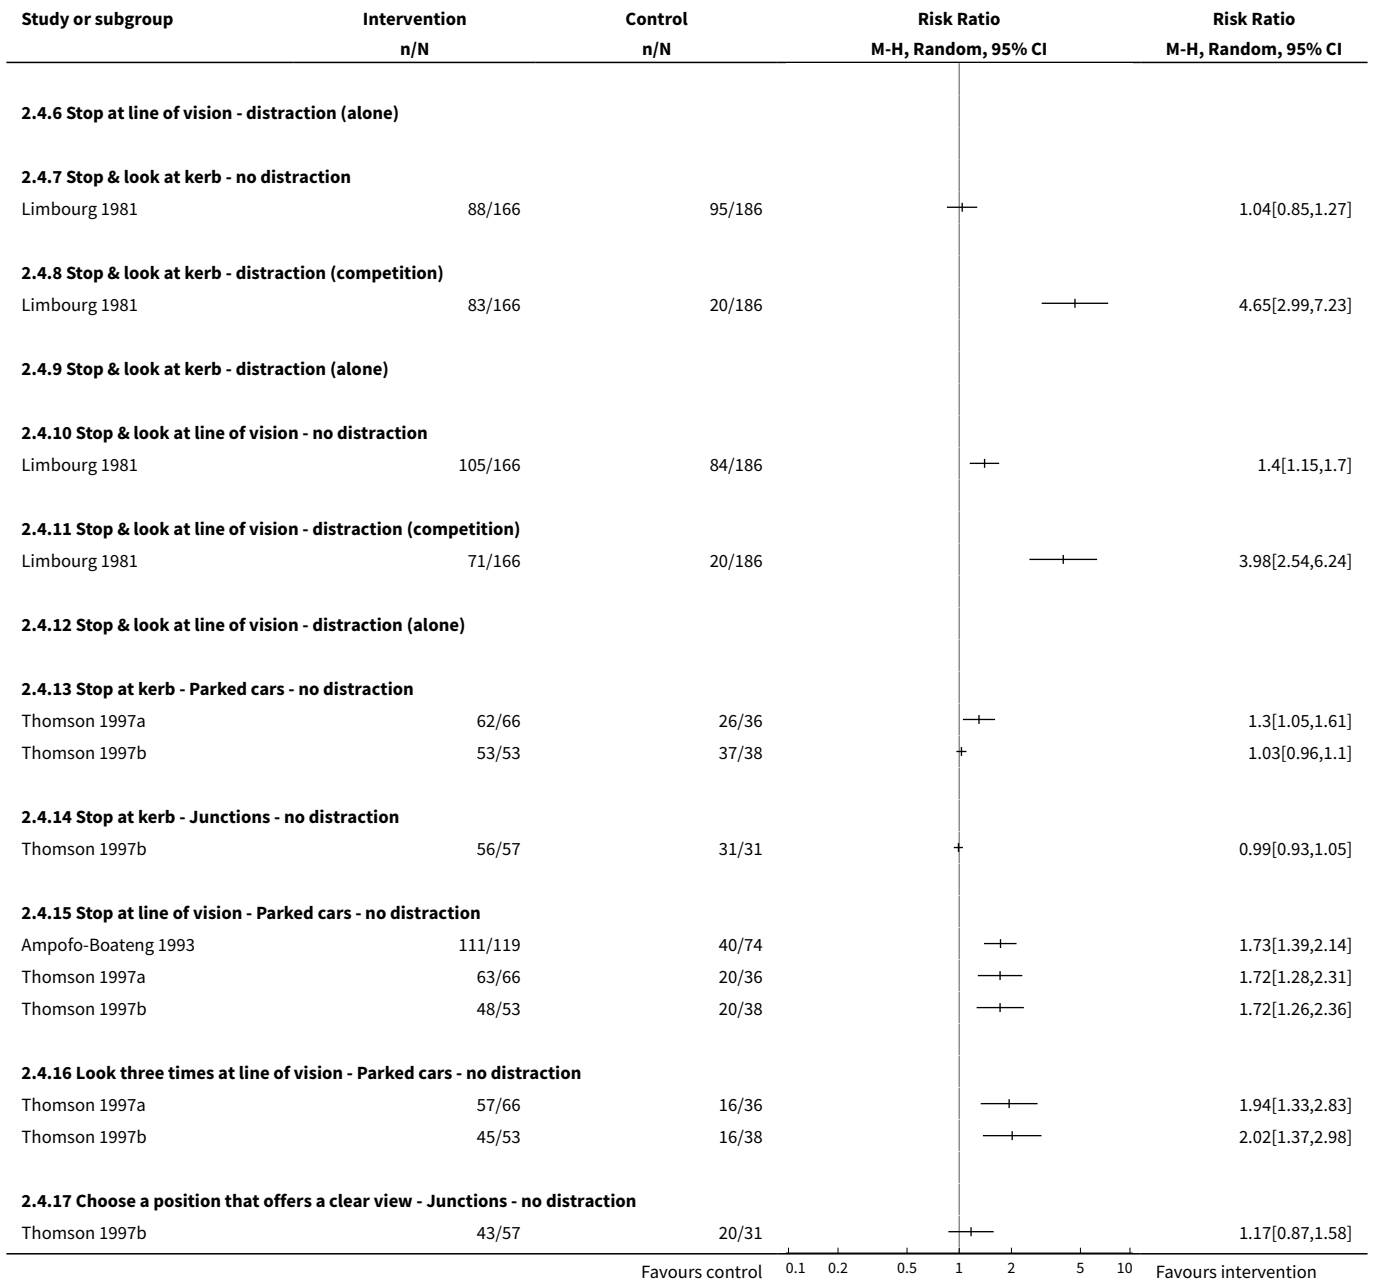 Study or subgroup Intervention Control Risk Ratio Risk Ratio
n/N n/N M-H, Random, 95% CI M-H, Random, 95% CI
2.4.6 Stop at line of vision - distraction (alone)
2.4.7 Stop & look at kerb - no distraction
Limbourg 1981 88/166 95/186 1.04[0.85,1.27]
2.4.8 Stop & look at kerb - distraction (competition)
Limbourg 1981 83/166 20/186 4.65[2.99,7.23]
2.4.9 Stop & look at kerb - distraction (alone)
2.4.10 Stop & look at line of vision - no distraction
Limbourg 1981 105/166 84/186 1.4[1.15,1.7]
2.4.11 Stop & look at line of vision - distraction (competition)
Limbourg 1981 71/166 20/186 3.98[2.54,6.24]
2.4.12 Stop & look at line of vision - distraction (alone)
2.4.13 Stop at kerb - Parked cars - no distraction
Thomson 1997a 62/66 26/36 1.3[1.05,1.61]
Thomson 1997b 53/53 37/38 1.03[0.96,1.1]
2.4.14 Stop at kerb - Junctions - no distraction
Thomson 1997b 56/57 31/31 0.99[0.93,1.05]
2.4.15 Stop at line of vision - Parked cars - no distraction
Ampofo-Boateng 1993 111/119 40/74 1.73[1.39,2.14]
Thomson 1997a 63/66 20/36 1.72[1.28,2.31]
Thomson 1997b 48/53 20/38 1.72[1.26,2.36]
2.4.16 Look three times at line of vision - Parked cars - no distraction
Thomson 1997a 57/66 16/36 1.94[1.33,2.83]
Thomson 1997b 45/53 16/38 2.02[1.37,2.98]
2.4.17 Choose a position that offers a clear view - Junctions - no distraction
Thomson 1997b 43/57 20/31 1.17[0.87,1.58]
Favours control 0.1 0.2 0.5 1 2 5 10 Favours intervention